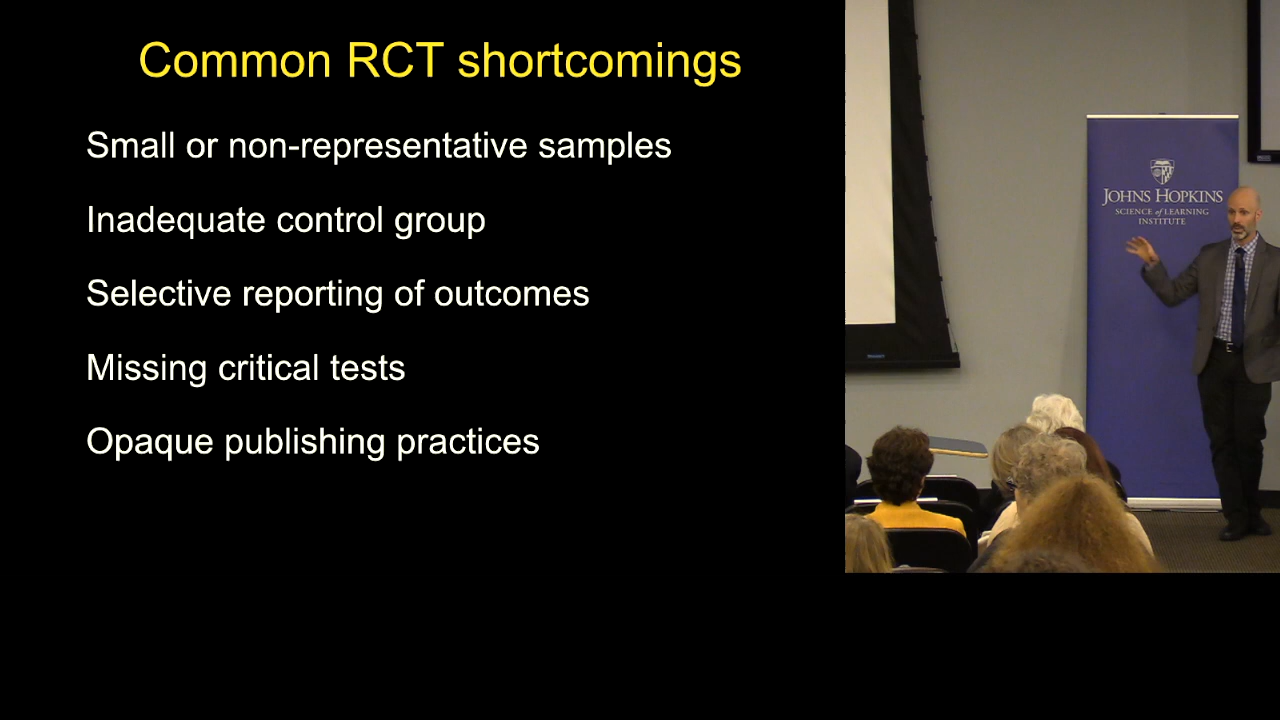 Common RCT shortcomings
Small or non-representative samples
Inadequate control group
Selective reporting of outcomes
Missing critical tests
Opaque publishing practices
JOHNS HOPKINS
SCIENCE of LEARNING
INSTITUTE